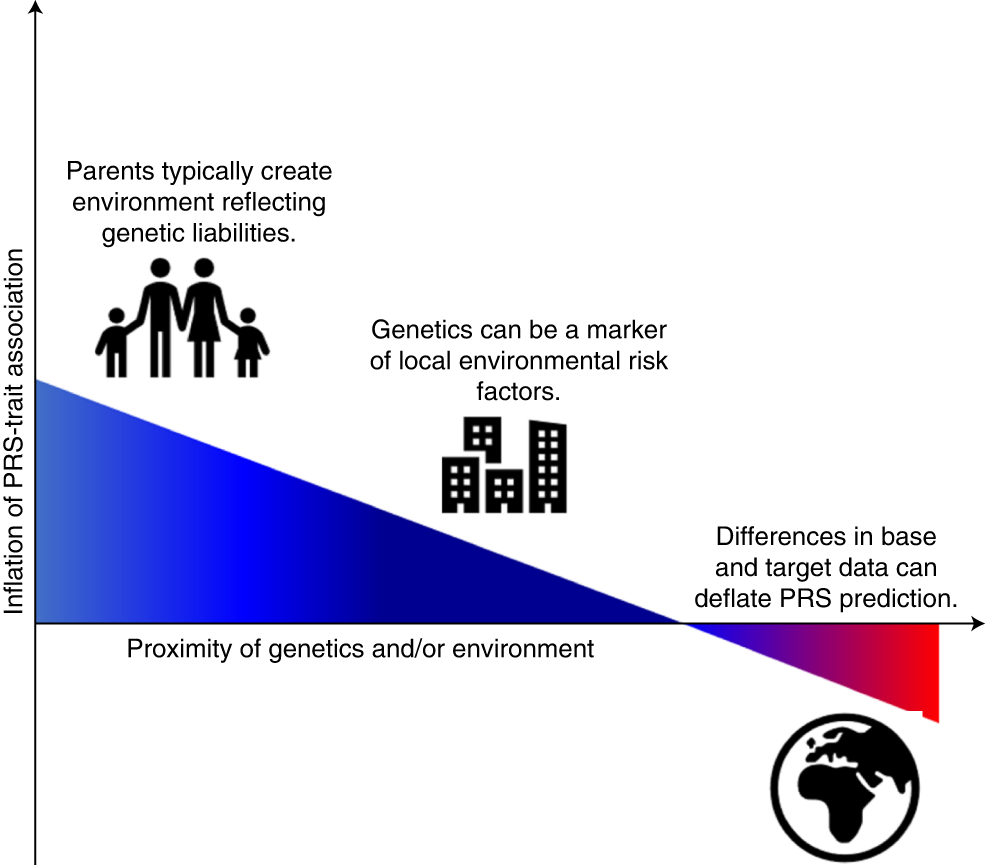 Parents typically create
environment reflecting
genetic liabilities.
Genetics can be a marker
of local environmental risk
factors.
Differences in base
and target data can
deflate PRS prediction.
Inflation of PRS-trait association
Proximity of genetics and/or environment